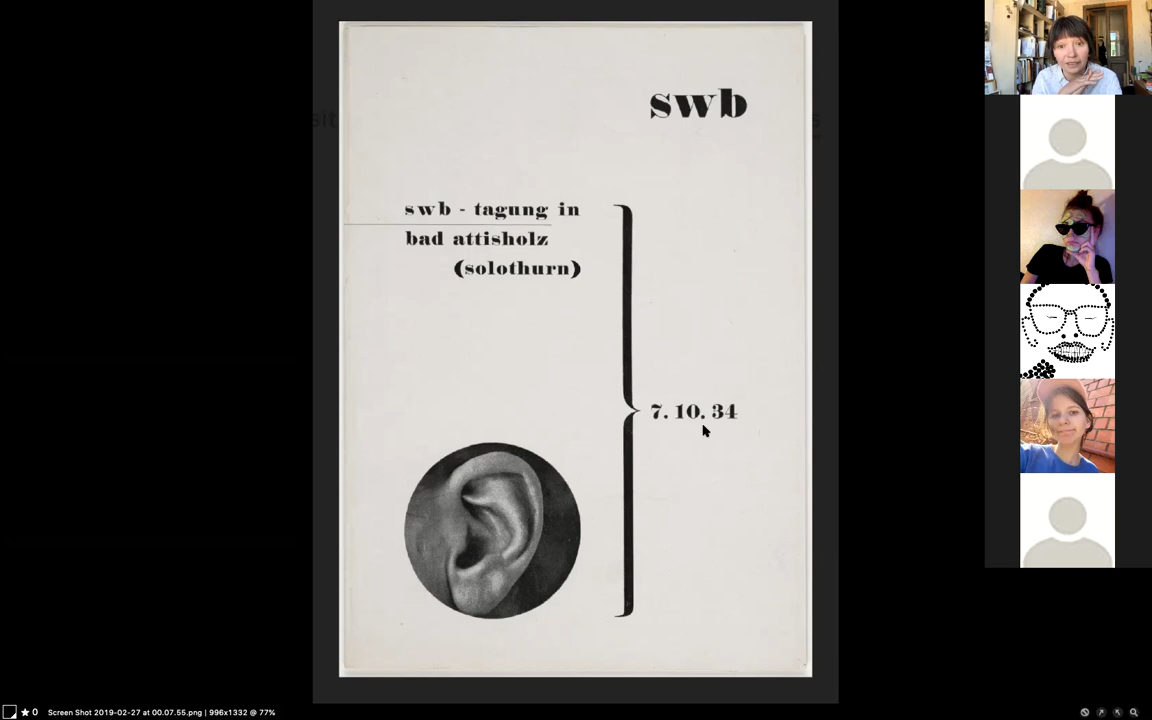 swb
swb - tagung in
bad attisholz
(solothurn)
7. 10. 34
Screen Shot 2019-02-27 at 00.07.55.png | 996x1332 @ 77%
0